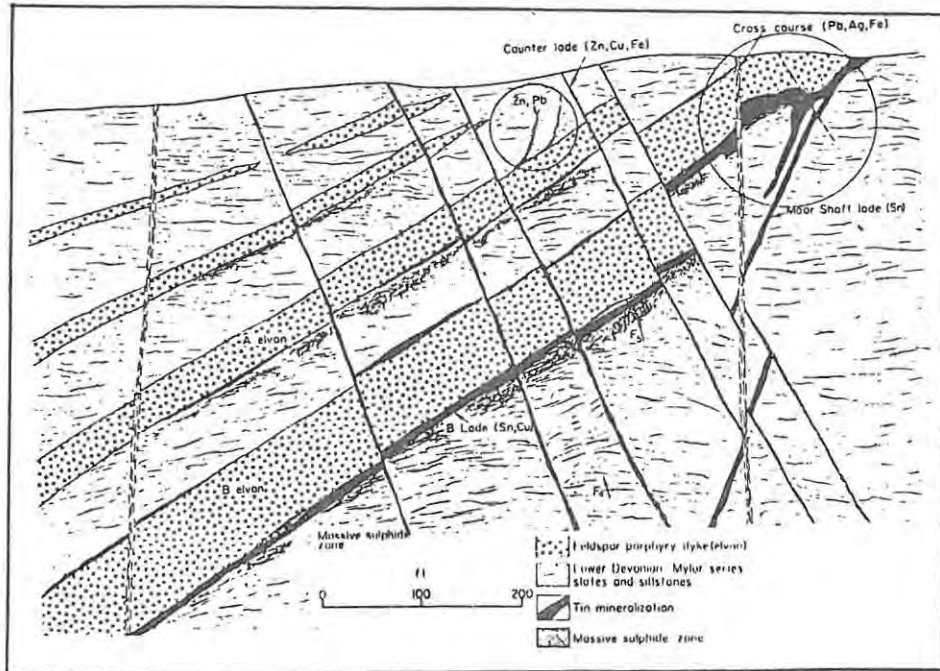 Cross course (Pb,Ag,Fe)
Counter lode (Zn,Cu,Fe)
Zn, Pb
Moor Shaft lode (Sn)
A elvan
B Lode (Sn,Cu)
B elvan
Massive sulphide
zone
Feldspar porphyry dyke (elvan)
Lower Devonian Mylor series
slates and siltstones
Tin mineralization
Massive sulphide zone
ft
0 100 200